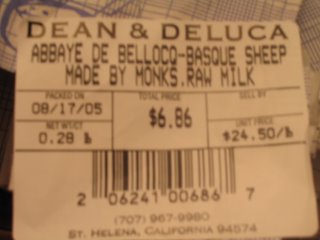 DEAN & DELUCA
ABBAYE DE BELLOCQ-BASQUE SHEEP
MADE BY MONKS.RAW MILK
PACKED ON TOTAL PRICE SELL BY
08/17/05 $6.86
NET WT/CT UNIT PRICE
0.28 lb $24.50/lb
2 06241 00686 7
(707) 967-9980
ST. HELENA, CALIFORNIA 94574